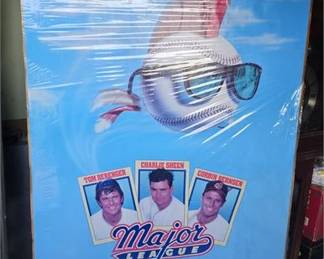 CHARLIE SHEEN
TOM BERENGER
CORBIN BERNSEN
Major
LEAGUE